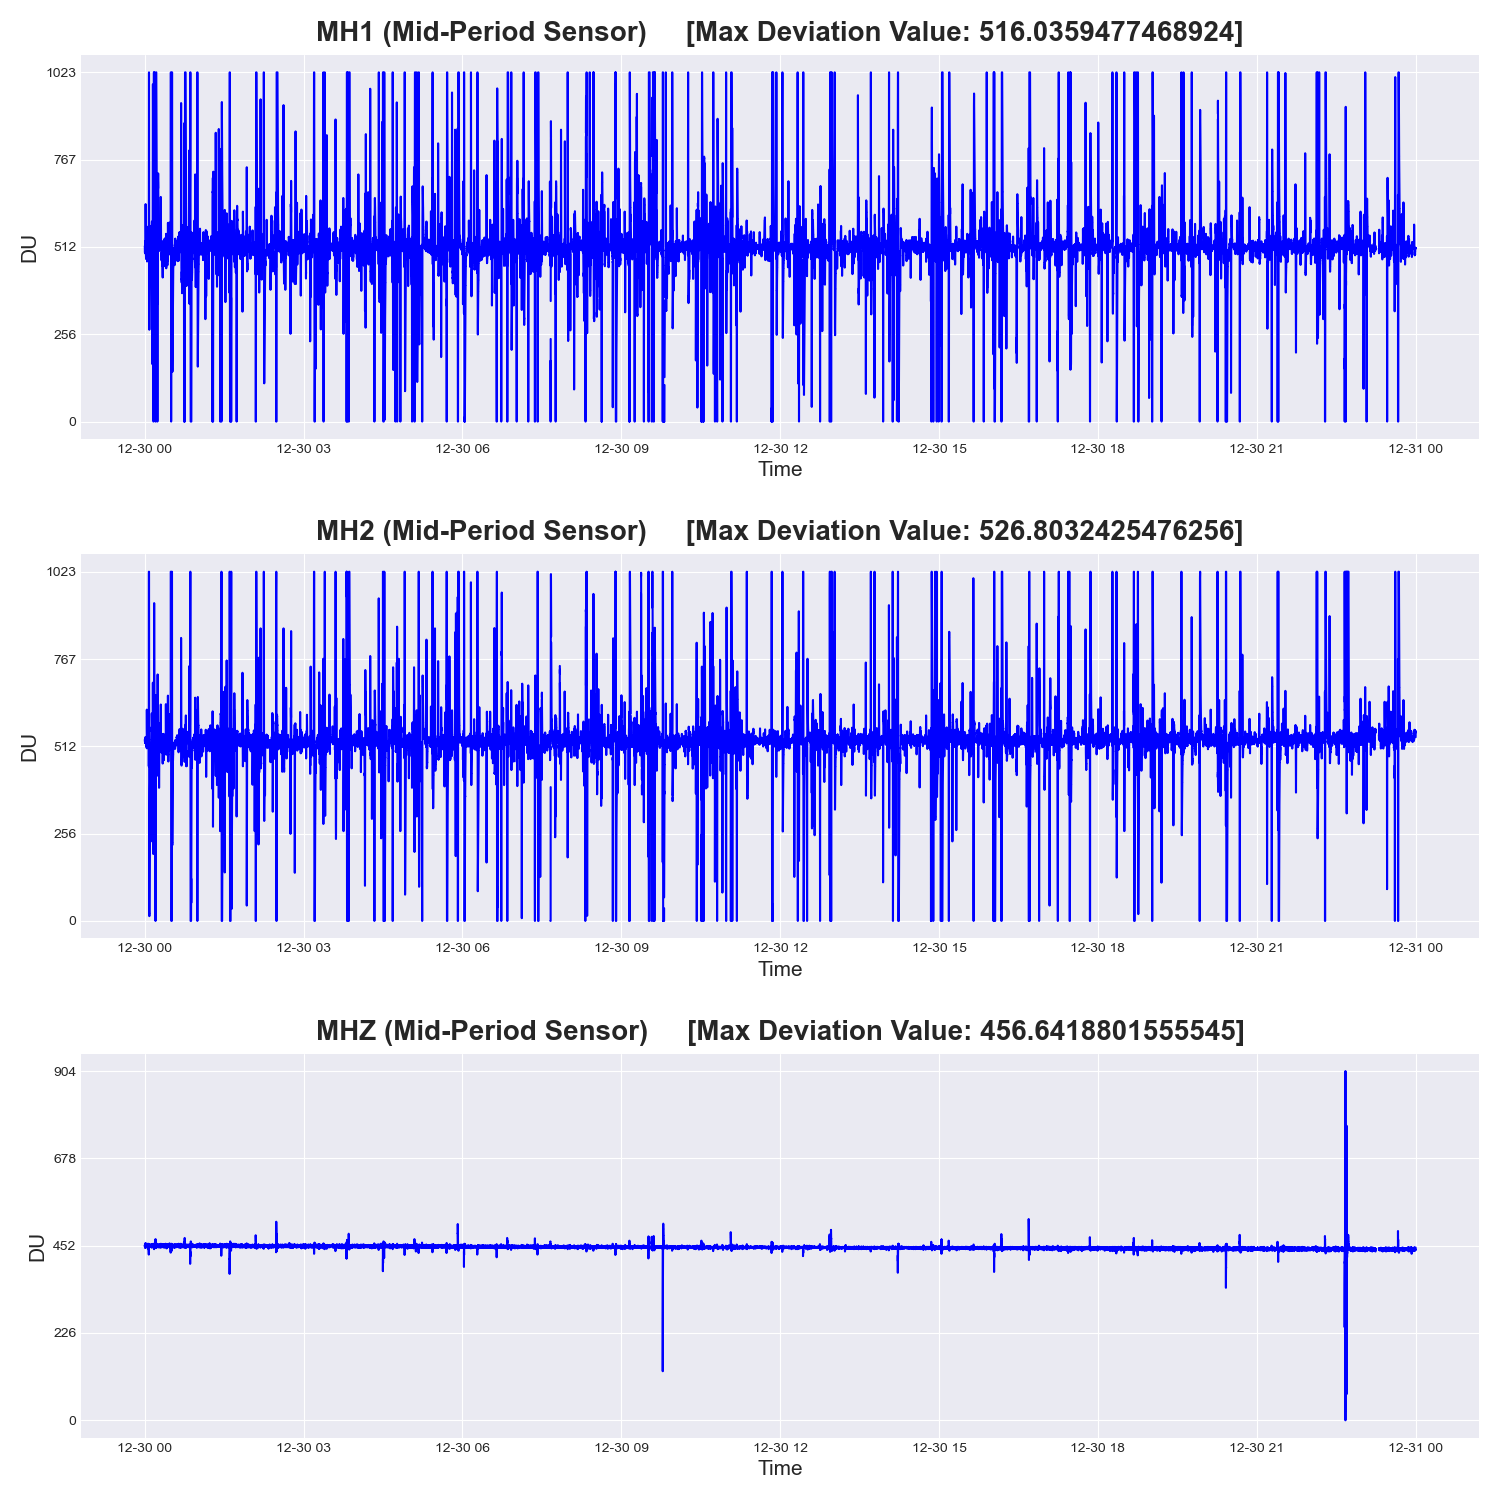 MH1 (Mid-Period Sensor) [Max Deviation Value: 516.0359477468924]
1023
767
512
256
0
DU
12-30 00 12-30 03 12-30 06 12-30 09 12-30 12 12-30 15 12-30 18 12-30 21 12-31 00
Time
MH2 (Mid-Period Sensor) [Max Deviation Value: 526.8032425476256]
1023
767
512
256
0
DU
12-30 00 12-30 03 12-30 06 12-30 09 12-30 12 12-30 15 12-30 18 12-30 21 12-31 00
Time
MHZ (Mid-Period Sensor) [Max Deviation Value: 456.6418801555545]
904
678
452
226
0
DU
12-30 00 12-30 03 12-30 06 12-30 09 12-30 12 12-30 15 12-30 18 12-30 21 12-31 00
Time